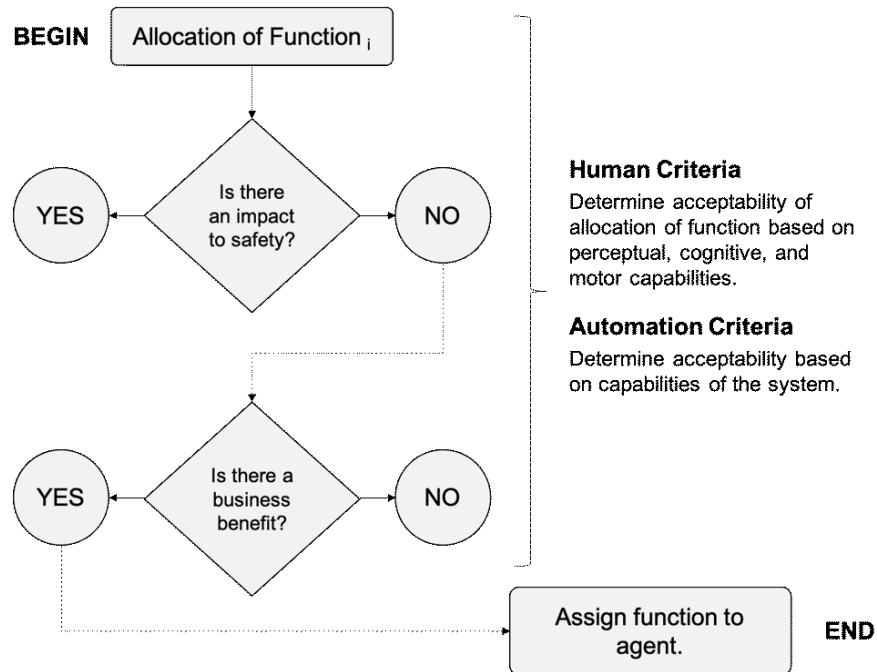 BEGIN
Allocation of Function i
Is there
an impact
to safety?
YES
NO
Human Criteria
Determine acceptability of
allocation of function based on
perceptual, cognitive, and
motor capabilities.
Automation Criteria
Determine acceptability based
on capabilities of the system.
Is there a
business
benefit?
YES
NO
Assign function to
agent.
END